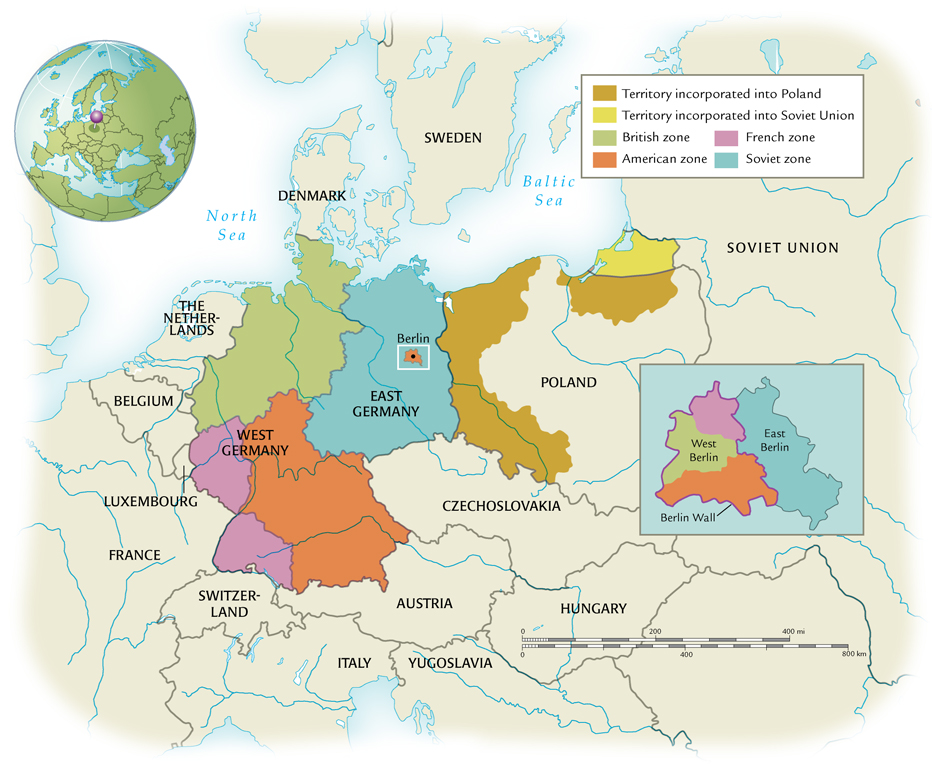 Territory incorporated into Poland
Territory incorporated into Soviet Union
British zone
French zone
American zone
Soviet zone
SWEDEN
DENMARK
Baltic
Sea
North
Sea
SOVIET UNION
THE
NETHER-
LANDS
Berlin
POLAND
BELGIUM
EAST
GERMANY
WEST
GERMANY
LUXEMBOURG
CZECHOSLOVAKIA
West
Berlin
East
Berlin
Berlin Wall
FRANCE
SWITZER-
LAND
AUSTRIA
HUNGARY
ITALY
YUGOSLAVIA
0 200 400 mi
0 400 800 km